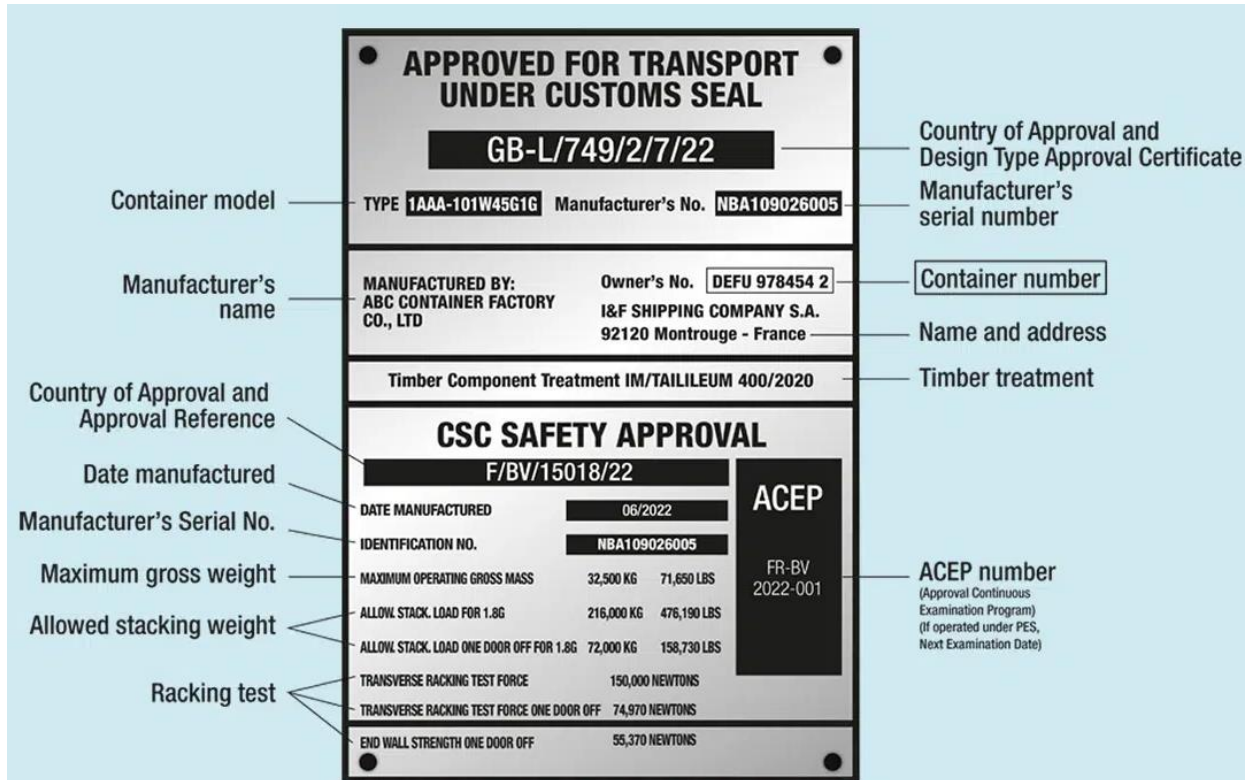 APPROVED FOR TRANSPORT
UNDER CUSTOMS SEAL
GB-L/749/2/7/22
Country of Approval and
Design Type Approval Certificate
Container model
TYPE 1AAA-101W45G1G Manufacturer's No. NBA109026005
Manufacturer's
serial number
Manufacturer's
name
MANUFACTURED BY:
ABC CONTAINER FACTORY
CO., LTD
Owner's No. DEFU 978454 2
Container number
I&F SHIPPING COMPANY S.A.
92120 Montrouge - France
Name and address
Timber Component Treatment IM/TAILILEUM 400/2020
Timber treatment
Country of Approval and
Approval Reference
CSC SAFETY APPROVAL
F/BV/15018/22
Date manufactured
DATE MANUFACTURED 06/2022
Manufacturer's Serial No.
IDENTIFICATION NO. NBA109026005
Maximum gross weight
MAXIMUM OPERATING GROSS MASS 32,500 KG 71,650 LBS
Allowed stacking weight
ALLOW. STACK. LOAD FOR 1.8G 216,000 KG 476,190 LBS
ALLOW. STACK. LOAD ONE DOOR OFF FOR 1.8G 72,000 KG 158,730 LBS
Racking test
TRANSVERSE RACKING TEST FORCE 150,000 NEWTONS
TRANSVERSE RACKING TEST FORCE ONE DOOR OFF 74,970 NEWTONS
END WALL STRENGTH ONE DOOR OFF 55,370 NEWTONS
ACEP
FR-BV
2022-001
ACEP number
(Approval Continuous
Examination Program)
(If operated under PES,
Next Examination Date)